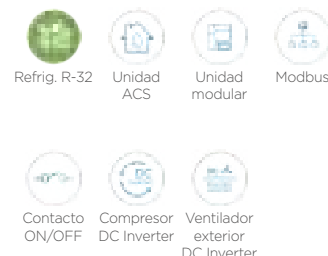 Refrig. R-32 Unidad Unidad Modbus
ACS modular
Contacto Compresor Ventilador
ON/OFF DC Inverter exterior
DC Inverter